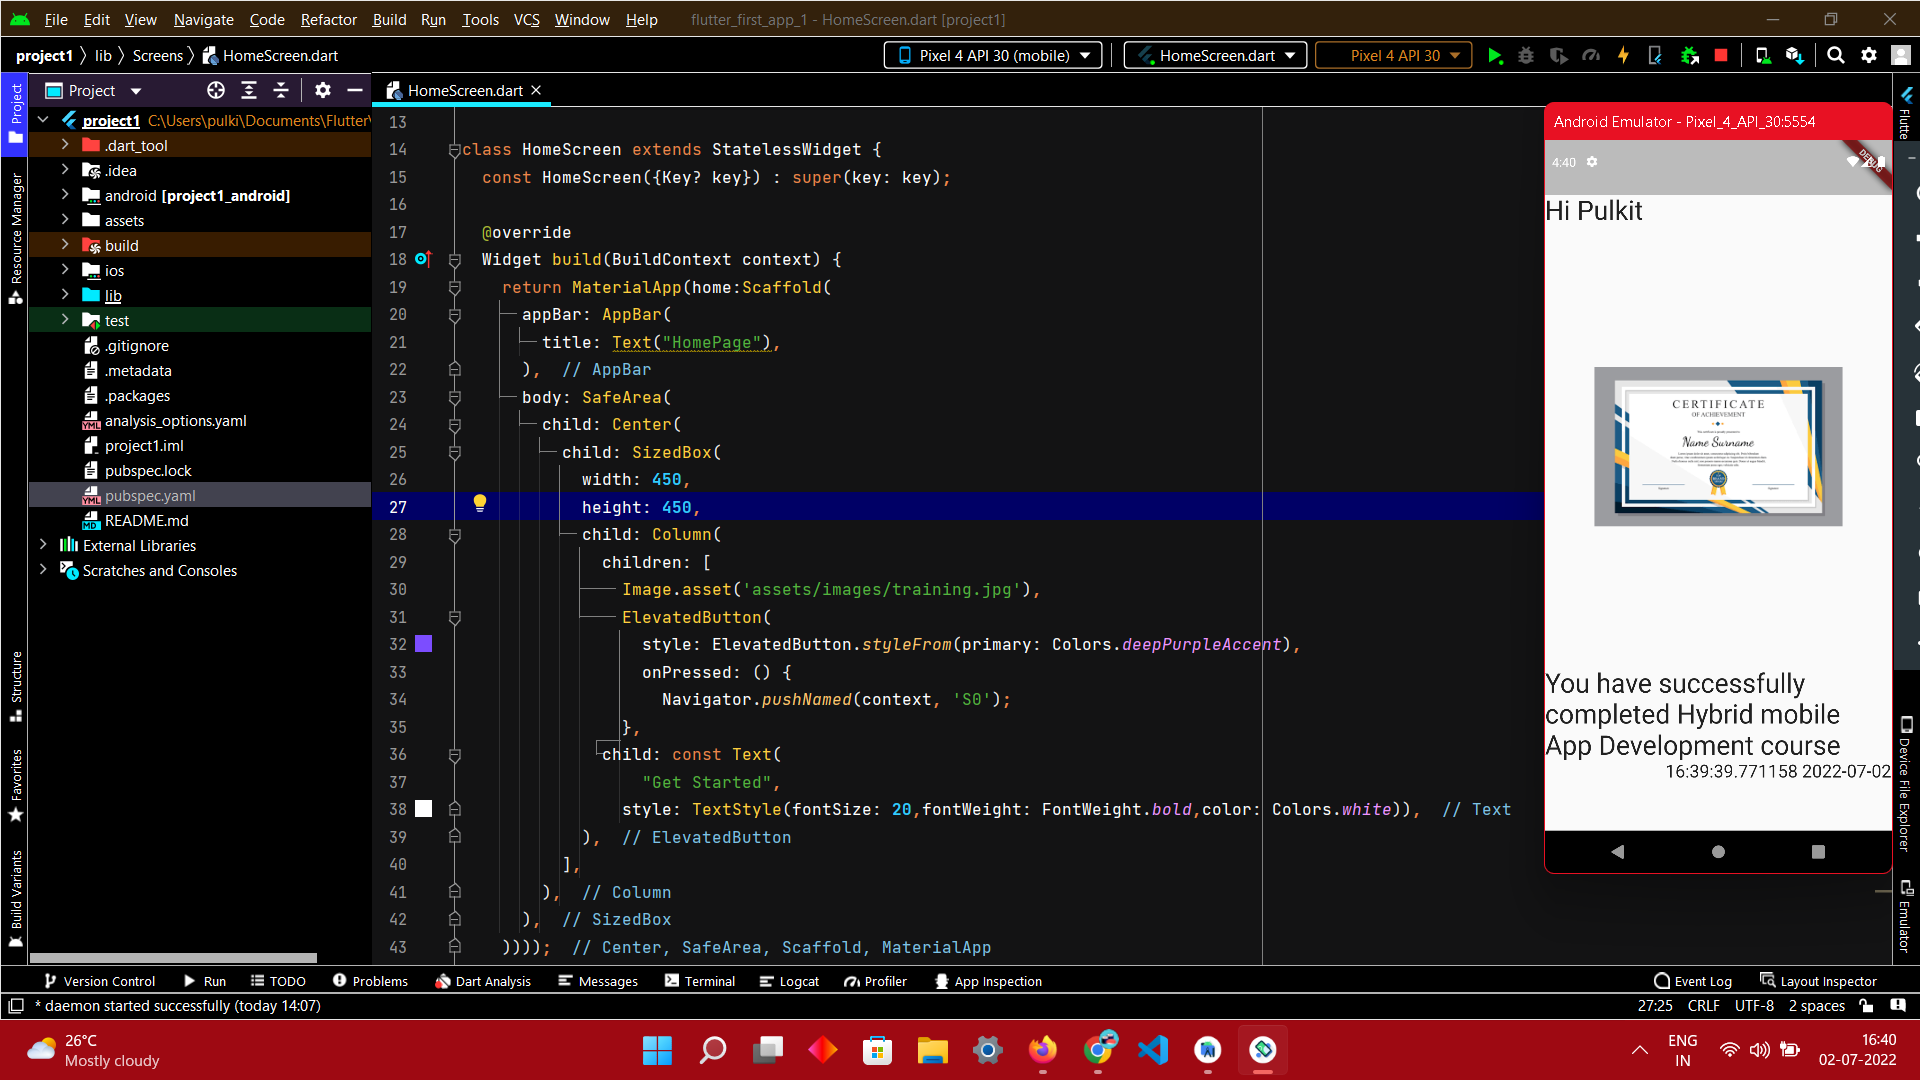 File Edit View Navigate Code Refactor Build Run Tools VCS Window Help flutter_first_app_1 - HomeScreen.dart [project1]
project1 lib Screens HomeScreen.dart Pixel 4 API 30 (mobile) HomeScreen.dart Pixel 4 API 30
Project
HomeScreen.dart
Project
Resource Manager
Structure
Favorites
Build Variants
project1 C:\Users\pulki\Documents\Flutter\
.dart_tool
.idea
android [project1_android]
assets
build
ios
lib
test
.gitignore
.metadata
.packages
analysis_options.yaml
project1.iml
pubspec.lock
pubspec.yaml
README.md
External Libraries
Scratches and Consoles
13
14 class HomeScreen extends StatelessWidget {
15 const HomeScreen({Key? key}) : super(key: key);
16
17 @override
18 Widget build(BuildContext context) {
19 return MaterialApp(home:Scaffold(
20 appBar: AppBar(
21 title: Text("HomePage"),
22 ), // AppBar
23 body: SafeArea(
24 child: Center(
25 child: SizedBox(
26 width: 450,
27 height: 450,
28 child: Column(
29 children: [
30 Image.asset('assets/images/training.jpg'),
31 ElevatedButton(
32 style: ElevatedButton.styleFrom(primary: Colors.deepPurpleAccent),
33 onPressed: () {
34 Navigator.pushNamed(context, 'S0');
35 },
36 child: const Text(
37 "Get Started",
38 style: TextStyle(fontSize: 20,fontWeight: FontWeight.bold,color: Colors.white)), // Text
39 ), // ElevatedButton
40 ],
41 ), // Column
42 ), // SizedBox
43 )))); // Center, SafeArea, Scaffold, MaterialApp
Android Emulator - Pixel_4_API_30:5554
4:40
DEBUG
Hi Pulkit
CERTIFICATE
OF ACHIEVEMENT
Name Surname
You have successfully
completed Hybrid mobile
App Development course
16:39:39.771158 2022-07-02
Flutter
Device File Explorer
Emulator
Version Control Run TODO Problems Dart Analysis Messages Terminal Logcat Profiler App Inspection Event Log Layout Inspector
* daemon started successfully (today 14:07) 27:25 CRLF UTF-8 2 spaces
26°C
Mostly cloudy
ENG
IN
16:40
02-07-2022